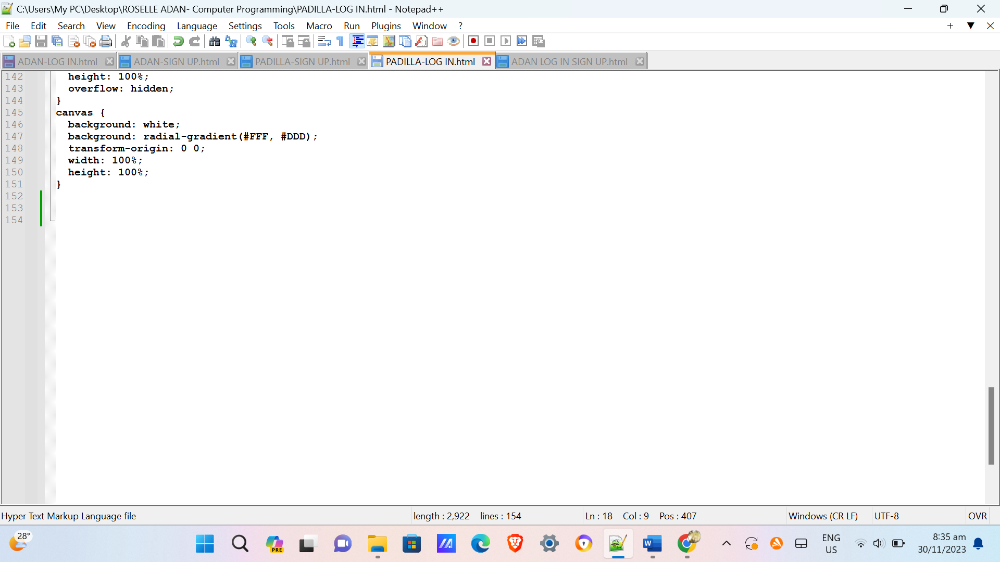 C:\Users\My PC\Desktop\ROSELLE ADAN- Computer Programming\PADILLA-LOG IN.html - Notepad++
File Edit Search View Encoding Language Settings Tools Macro Run Plugins Window ?
ADAN-LOG IN.html ADAN-SIGN UP.html PADILLA-SIGN UP.html PADILLA-LOG IN.html ADAN LOG IN SIGN UP.html
142 height: 100%;
143 overflow: hidden;
144 }
145 canvas {
146 background: white;
147 background: radial-gradient(#FFF, #DDD);
148 transform-origin: 0 0;
149 width: 100%;
150 height: 100%;
151 }
152
153
154
Hyper Text Markup Language file length : 2,922 lines : 154 Ln : 18 Col : 9 Pos : 407 Windows (CR LF) UTF-8 OVR
28° PRE W ENG 8:35 am
US 30/11/2023